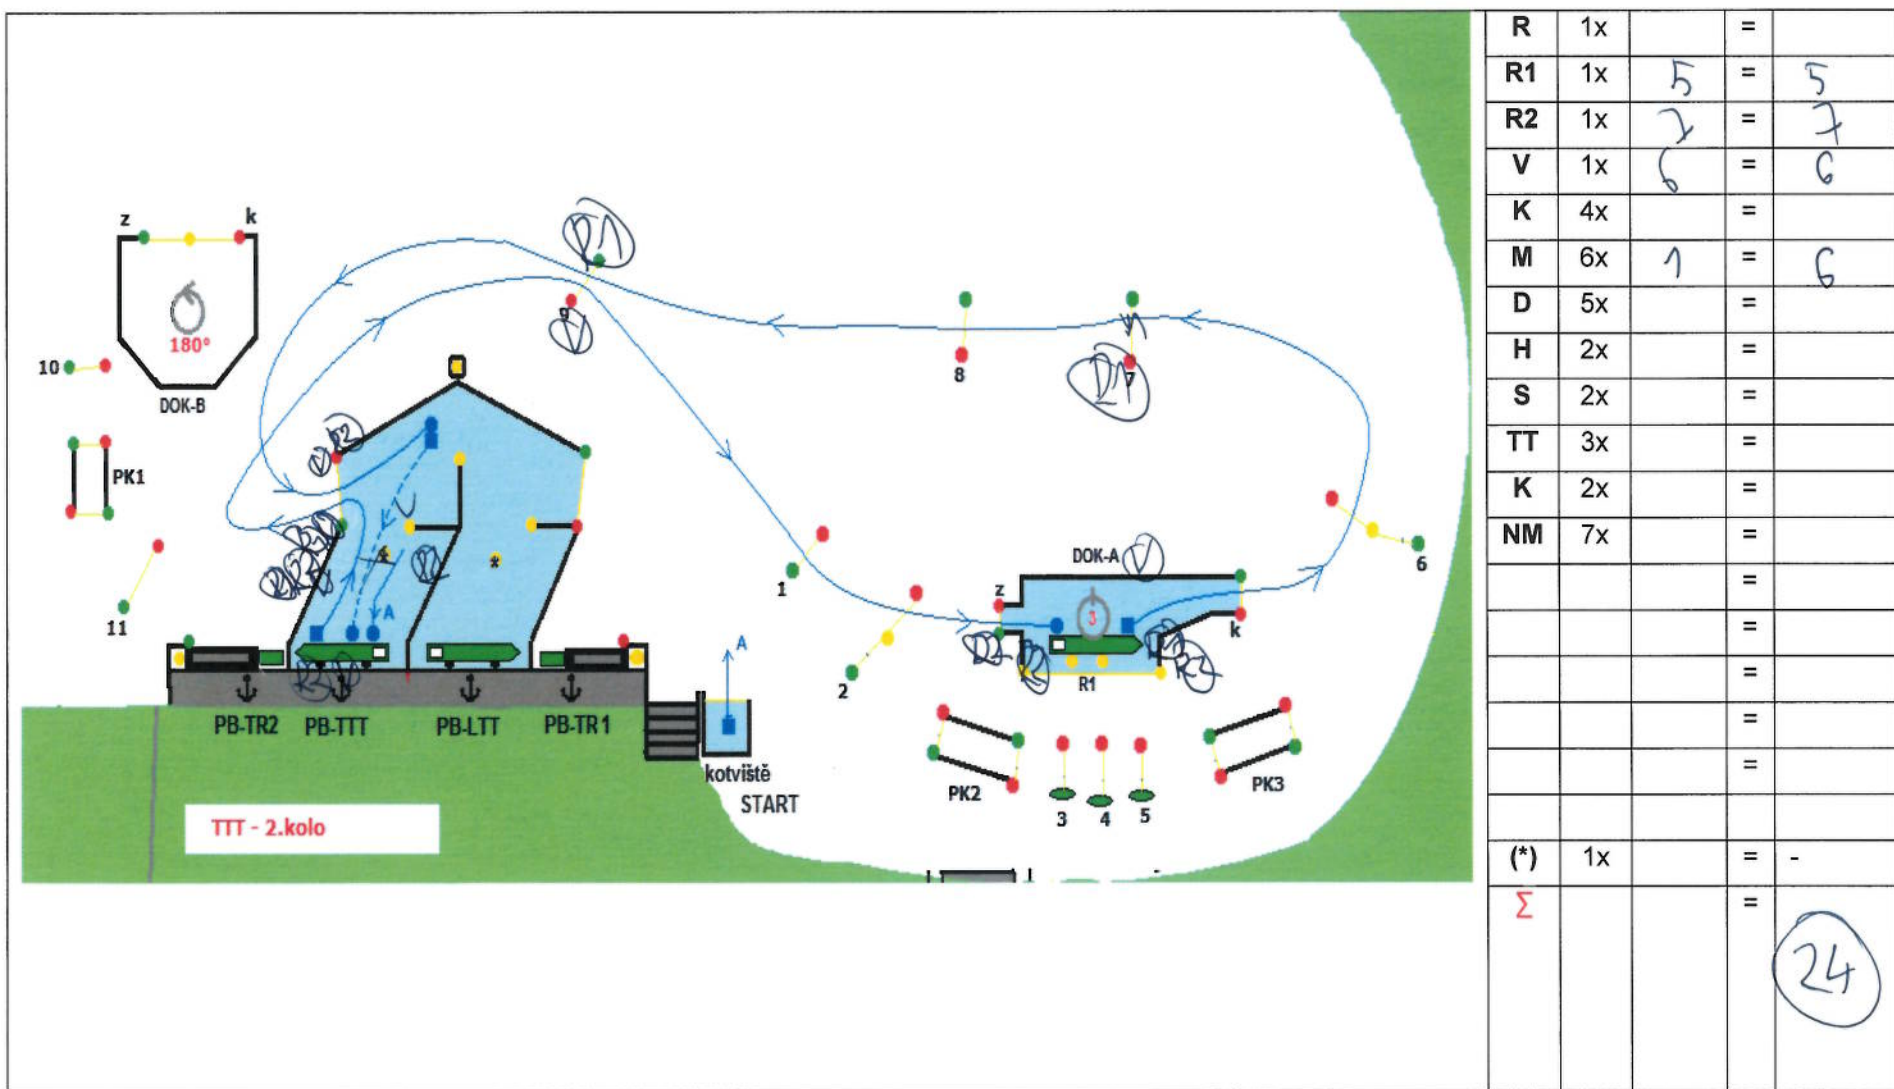 R 1x =
R1 1x 5 = 5
R2 1x 7 = 7
V 1x 6 = 6
K 4x =
M 6x 1 = 6
D 5x =
H 2x =
S 2x =
TT 3x =
K 2x =
NM 7x =
=
=
=
=
=
(*) 1x = -
Σ =
24
z k
180°
DOK-B
10
PK1
11
9
V
8
7
1
2
6
DOK-A V
z
3
k
R1
A
*
*
PB-TR2 PB-TTT PB-LTT PB-TR1
A
kotviště
START
PK2
3 4 5
PK3
TTT - 2.kolo